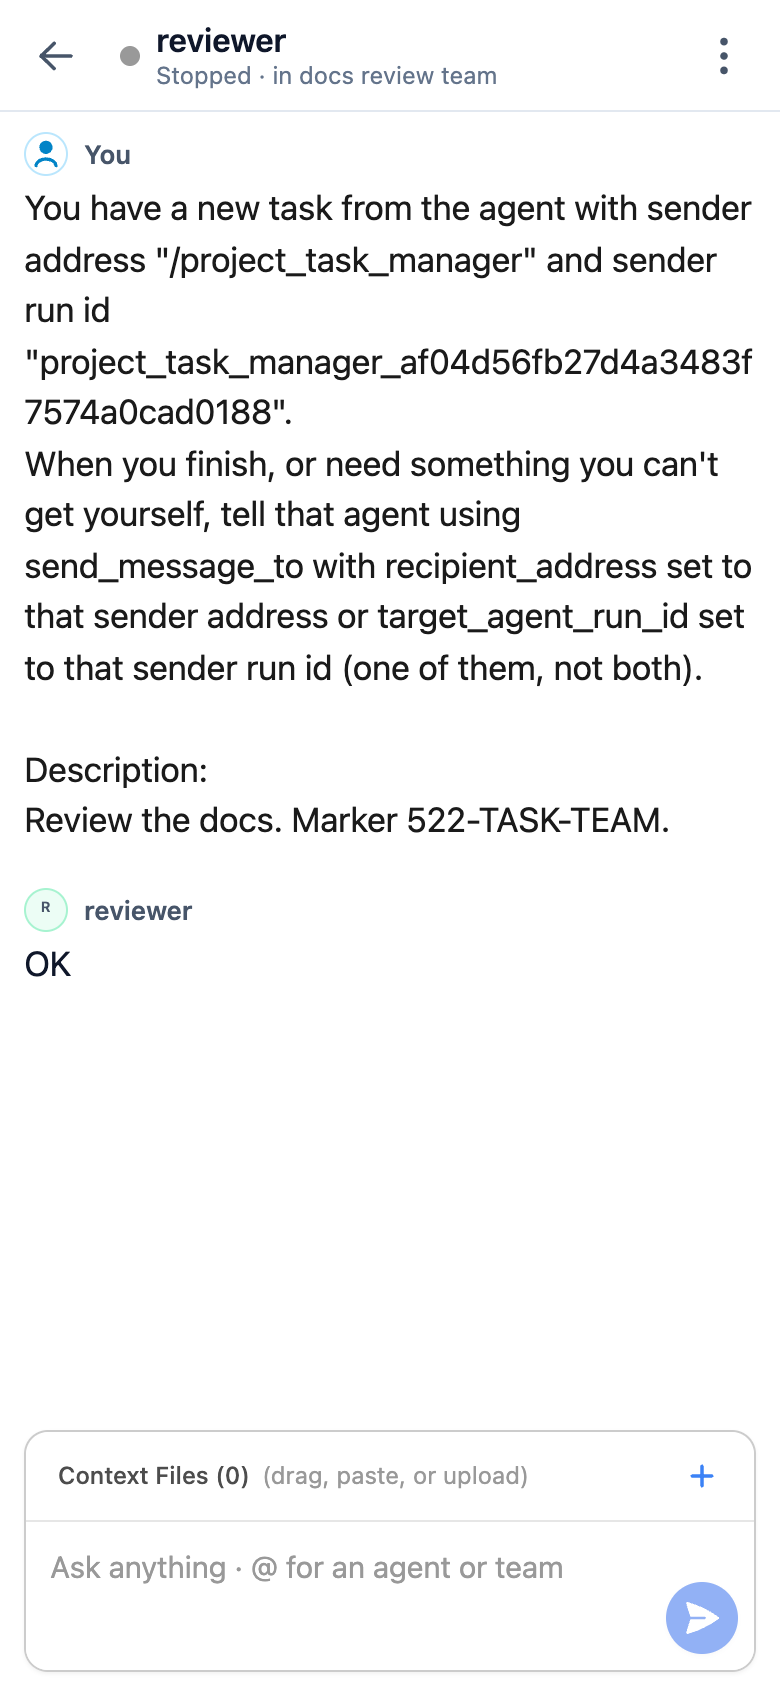 reviewer
Stopped · in docs review team
You
You have a new task from the agent with sender
address "/project_task_manager" and sender
run id
"project_task_manager_af04d56fb27d4a3483f
7574a0cad0188".
When you finish, or need something you can't
get yourself, tell that agent using
send_message_to with recipient_address set to
that sender address or target_agent_run_id set
to that sender run id (one of them, not both).
Description:
Review the docs. Marker 522-TASK-TEAM.
R
reviewer
OK
Context Files (0) (drag, paste, or upload)
Ask anything · @ for an agent or team